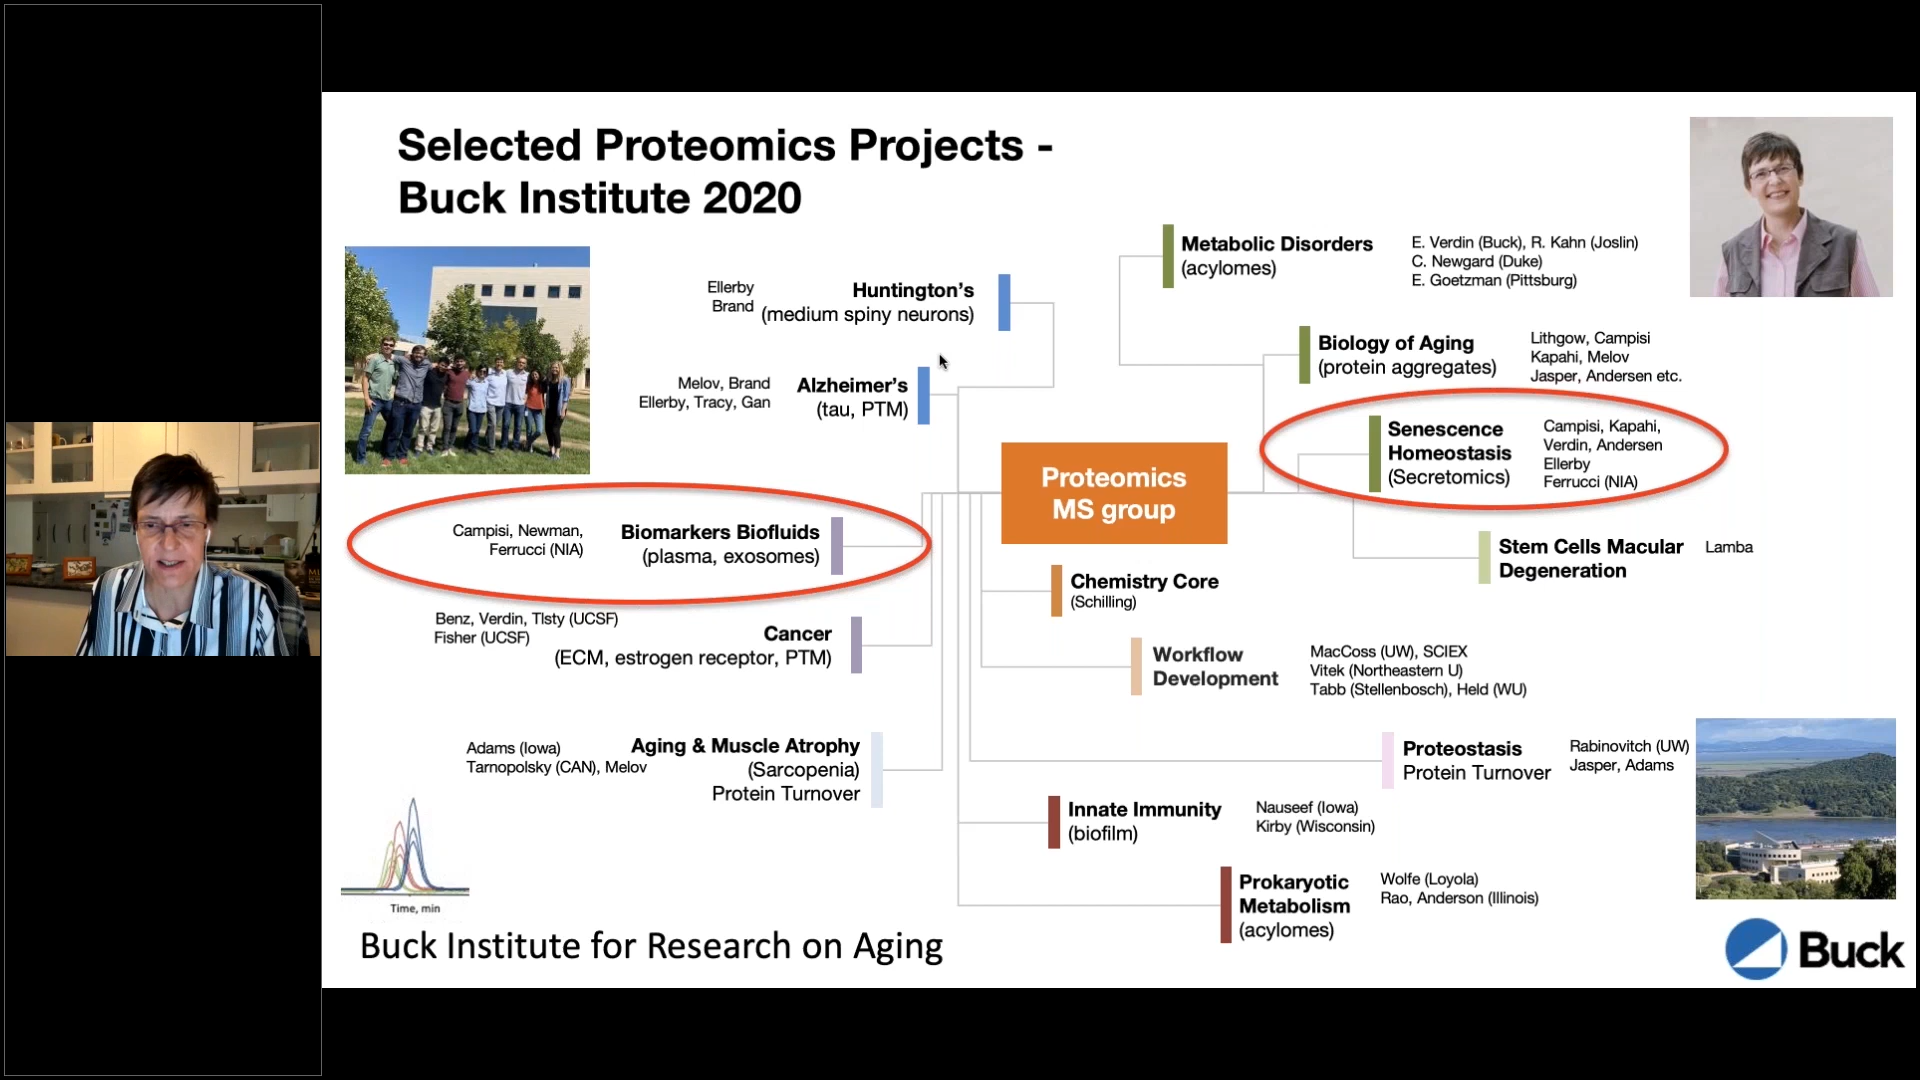 Selected Proteomics Projects -
Buck Institute 2020
Metabolic Disorders
(acylomes)
E. Verdin (Buck), R. Kahn (Joslin)
C. Newgard (Duke)
E. Goetzman (Pittsburg)
Ellerby
Brand
Huntington's
(medium spiny neurons)
Biology of Aging
(protein aggregates)
Lithgow, Campisi
Kapahi, Melov
Jasper, Andersen etc.
Melov, Brand
Ellerby, Tracy, Gan
Alzheimer's
(tau, PTM)
Senescence
Homeostasis
(Secretomics)
Campisi, Kapahi,
Verdin, Andersen
Ellerby
Ferrucci (NIA)
Proteomics
MS group
Campisi, Newman,
Ferrucci (NIA)
Biomarkers Biofluids
(plasma, exosomes)
Stem Cells Macular
Degeneration
Lamba
Chemistry Core
(Schilling)
Benz, Verdin, Tlsty (UCSF)
Fisher (UCSF)
Cancer
(ECM, estrogen receptor, PTM)
Workflow
Development
MacCoss (UW), SCIEX
Vitek (Northeastern U)
Tabb (Stellenbosch), Held (WU)
Adams (Iowa)
Tarnopolsky (CAN), Melov
Aging & Muscle Atrophy
(Sarcopenia)
Protein Turnover
Proteostasis
Protein Turnover
Rabinovitch (UW)
Jasper, Adams
Innate Immunity
(biofilm)
Nauseef (Iowa)
Kirby (Wisconsin)
Prokaryotic
Metabolism
(acylomes)
Wolfe (Loyola)
Rao, Anderson (Illinois)
Time, min
Buck Institute for Research on Aging
Buck